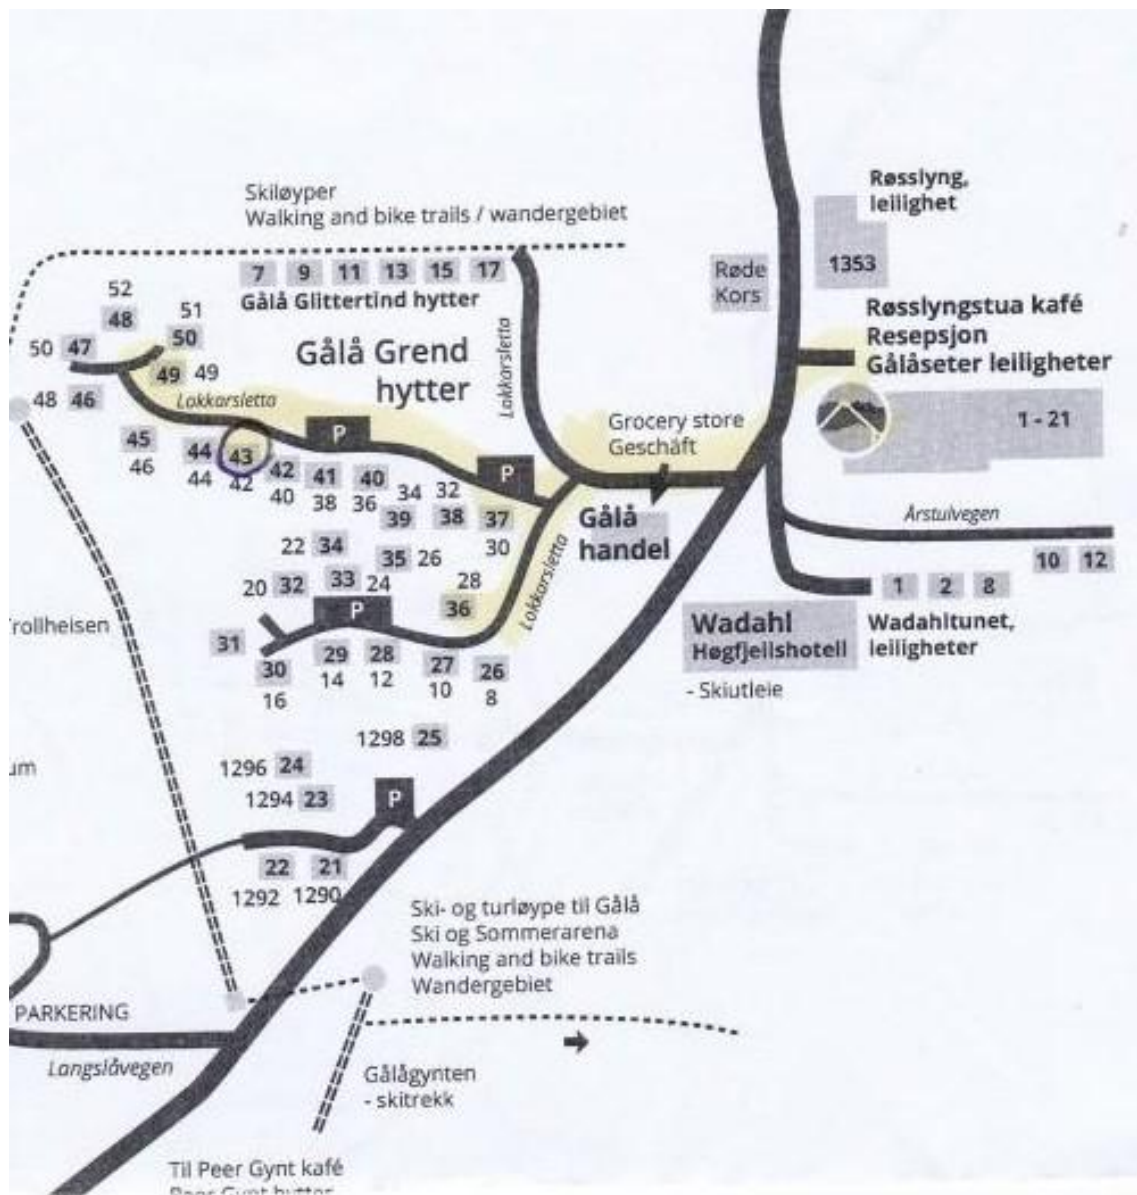 Røsslyng,
leilighet
Skiløyper
Walking and bike trails / wandergebiet
1353
Røde
Kors
7 9 11 13 15 17
Gålå Glittertind hytter
52
48
51
50
Røsslyngstua kafé
Resepsjon
Gålåseter leiligheter
Lokkarsletta
Gålå Grend
hytter
50 47
49 49
48 46
Lokkarsletta
Grocery store
Geschäft
1 - 21
P
P
45
46
44
44
43
42
42
40
41
38
40
36
34
39
32
38
37
30
Gålå
handel
Årstulvegen
10 12
22 34
35 26
33
24
20 32
28
36
P
Lokkarsletta
1 2 8
Wadahltunet,
leiligheter
Wadahl
Høgfjellshotell
- Skiutleie
31
30
16
29
14
28
12
27
10
26
8
rollheisen
1298 25
um
1296 24
1294 23
P
22
1292
21
1290
Ski- og turløype til Gålå
Ski og Sommerarena
Walking and bike trails
Wandergebiet
PARKERING
Langslåvegen
Gålågynten
- skitrekk
Til Peer Gynt kafé
Peer Gynt hytter